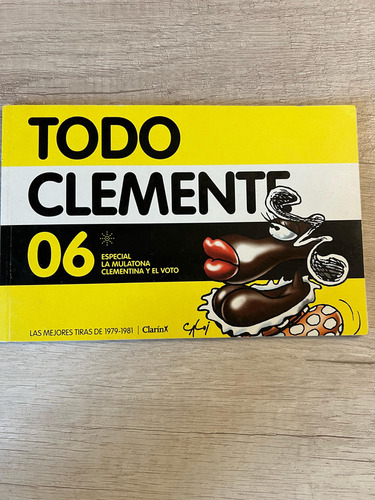 TODO
CLEMENTE
06
ESPECIAL
LA MULATONA
CLEMENTINA Y EL VOTO
LAS MEJORES TIRAS DE 1979-1981 | ClarínX